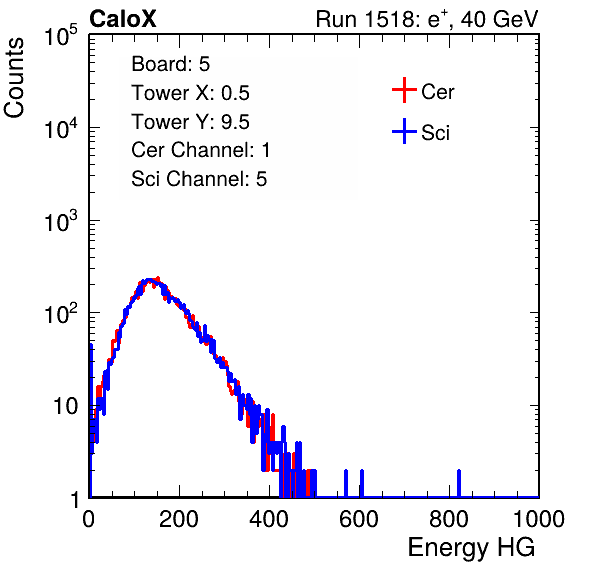 CaloX Run 1518: e⁺, 40 GeV
Counts
10⁵
10⁴
10³
10²
10
1
Board: 5
Tower X: 0.5
Tower Y: 9.5
Cer Channel: 1
Sci Channel: 5
Cer
Sci
0 200 400 600 800 1000
Energy HG